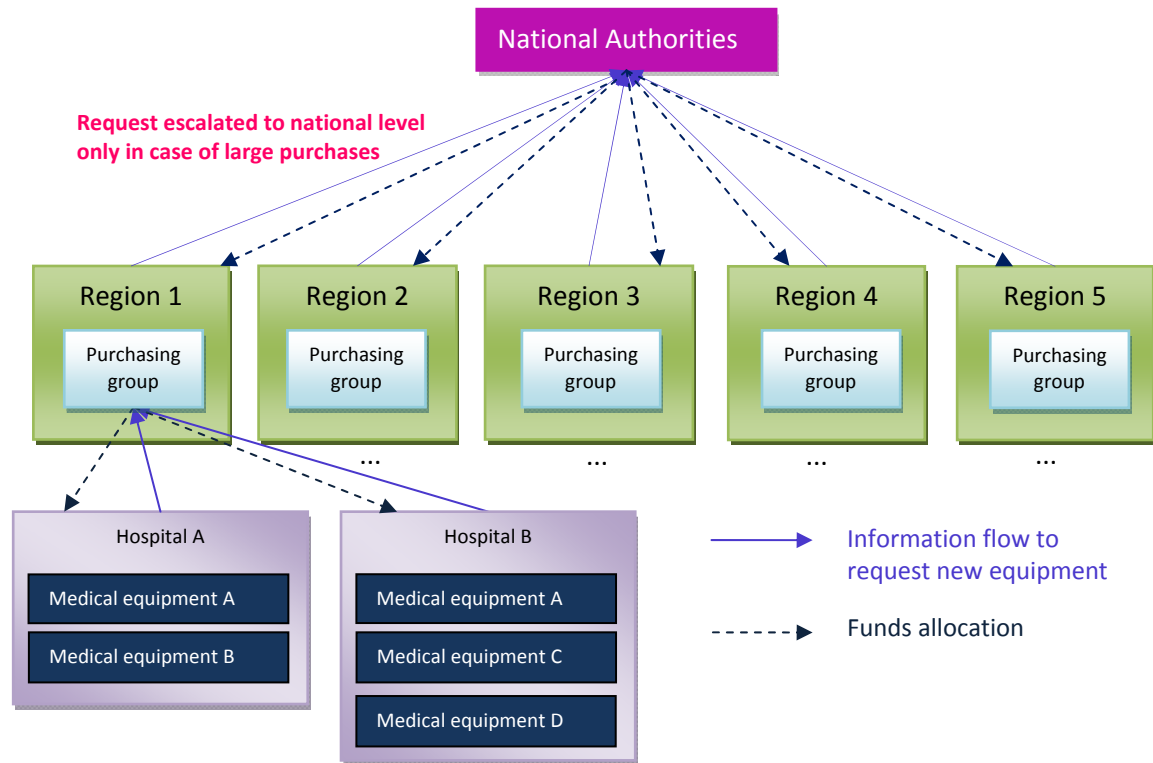 National Authorities
Request escalated to national level
only in case of large purchases
Region 1
Region 2
Region 3
Region 4
Region 5
Purchasing
group
Purchasing
group
Purchasing
group
Purchasing
group
Purchasing
group
...
...
...
...
Hospital A
Medical equipment A
Medical equipment B
Hospital B
Medical equipment A
Medical equipment C
Medical equipment D
Information flow to
request new equipment
Funds allocation